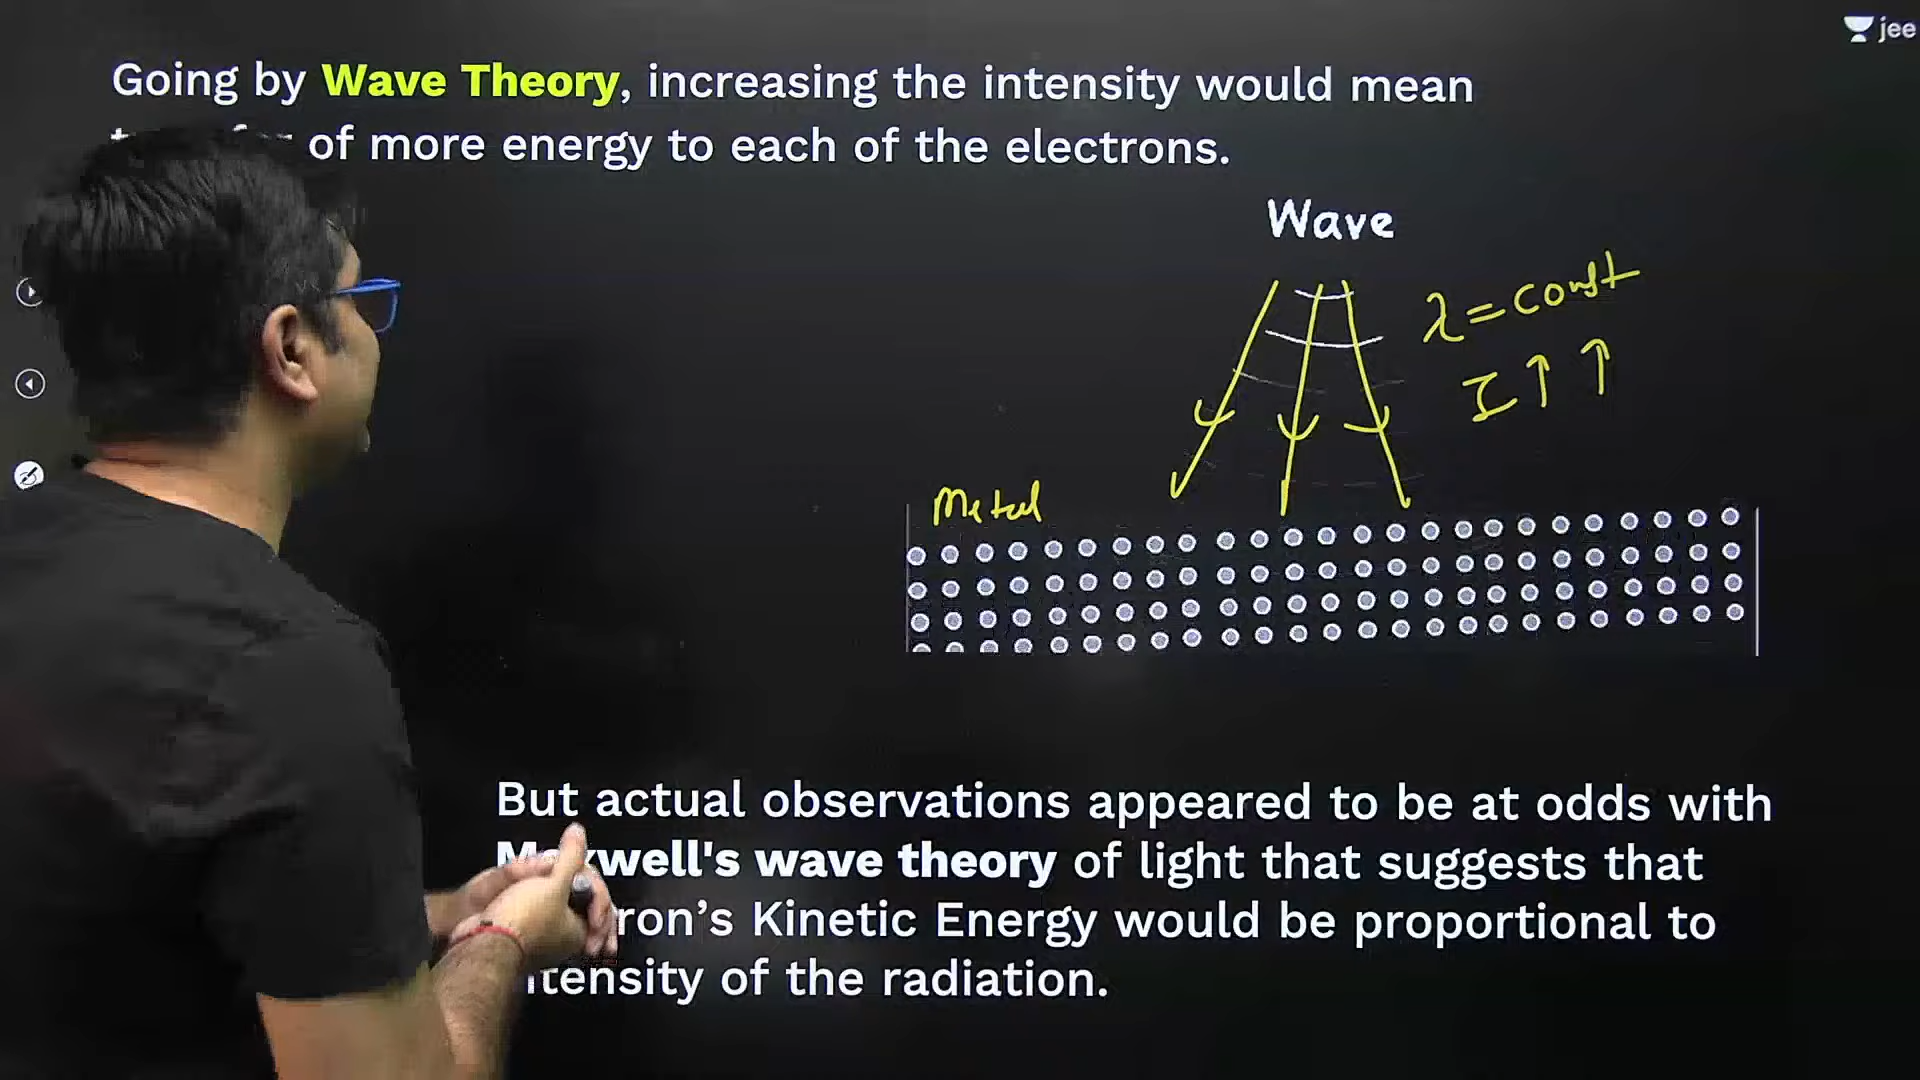 jee
Going by Wave Theory, increasing the intensity would mean
of more energy to each of the electrons.
Wave
λ = const
I ↑ ↑
Metal
But actual observations appeared to be at odds with
Maxwell's wave theory of light that suggests that
ron’s Kinetic Energy would be proportional to
ntensity of the radiation.